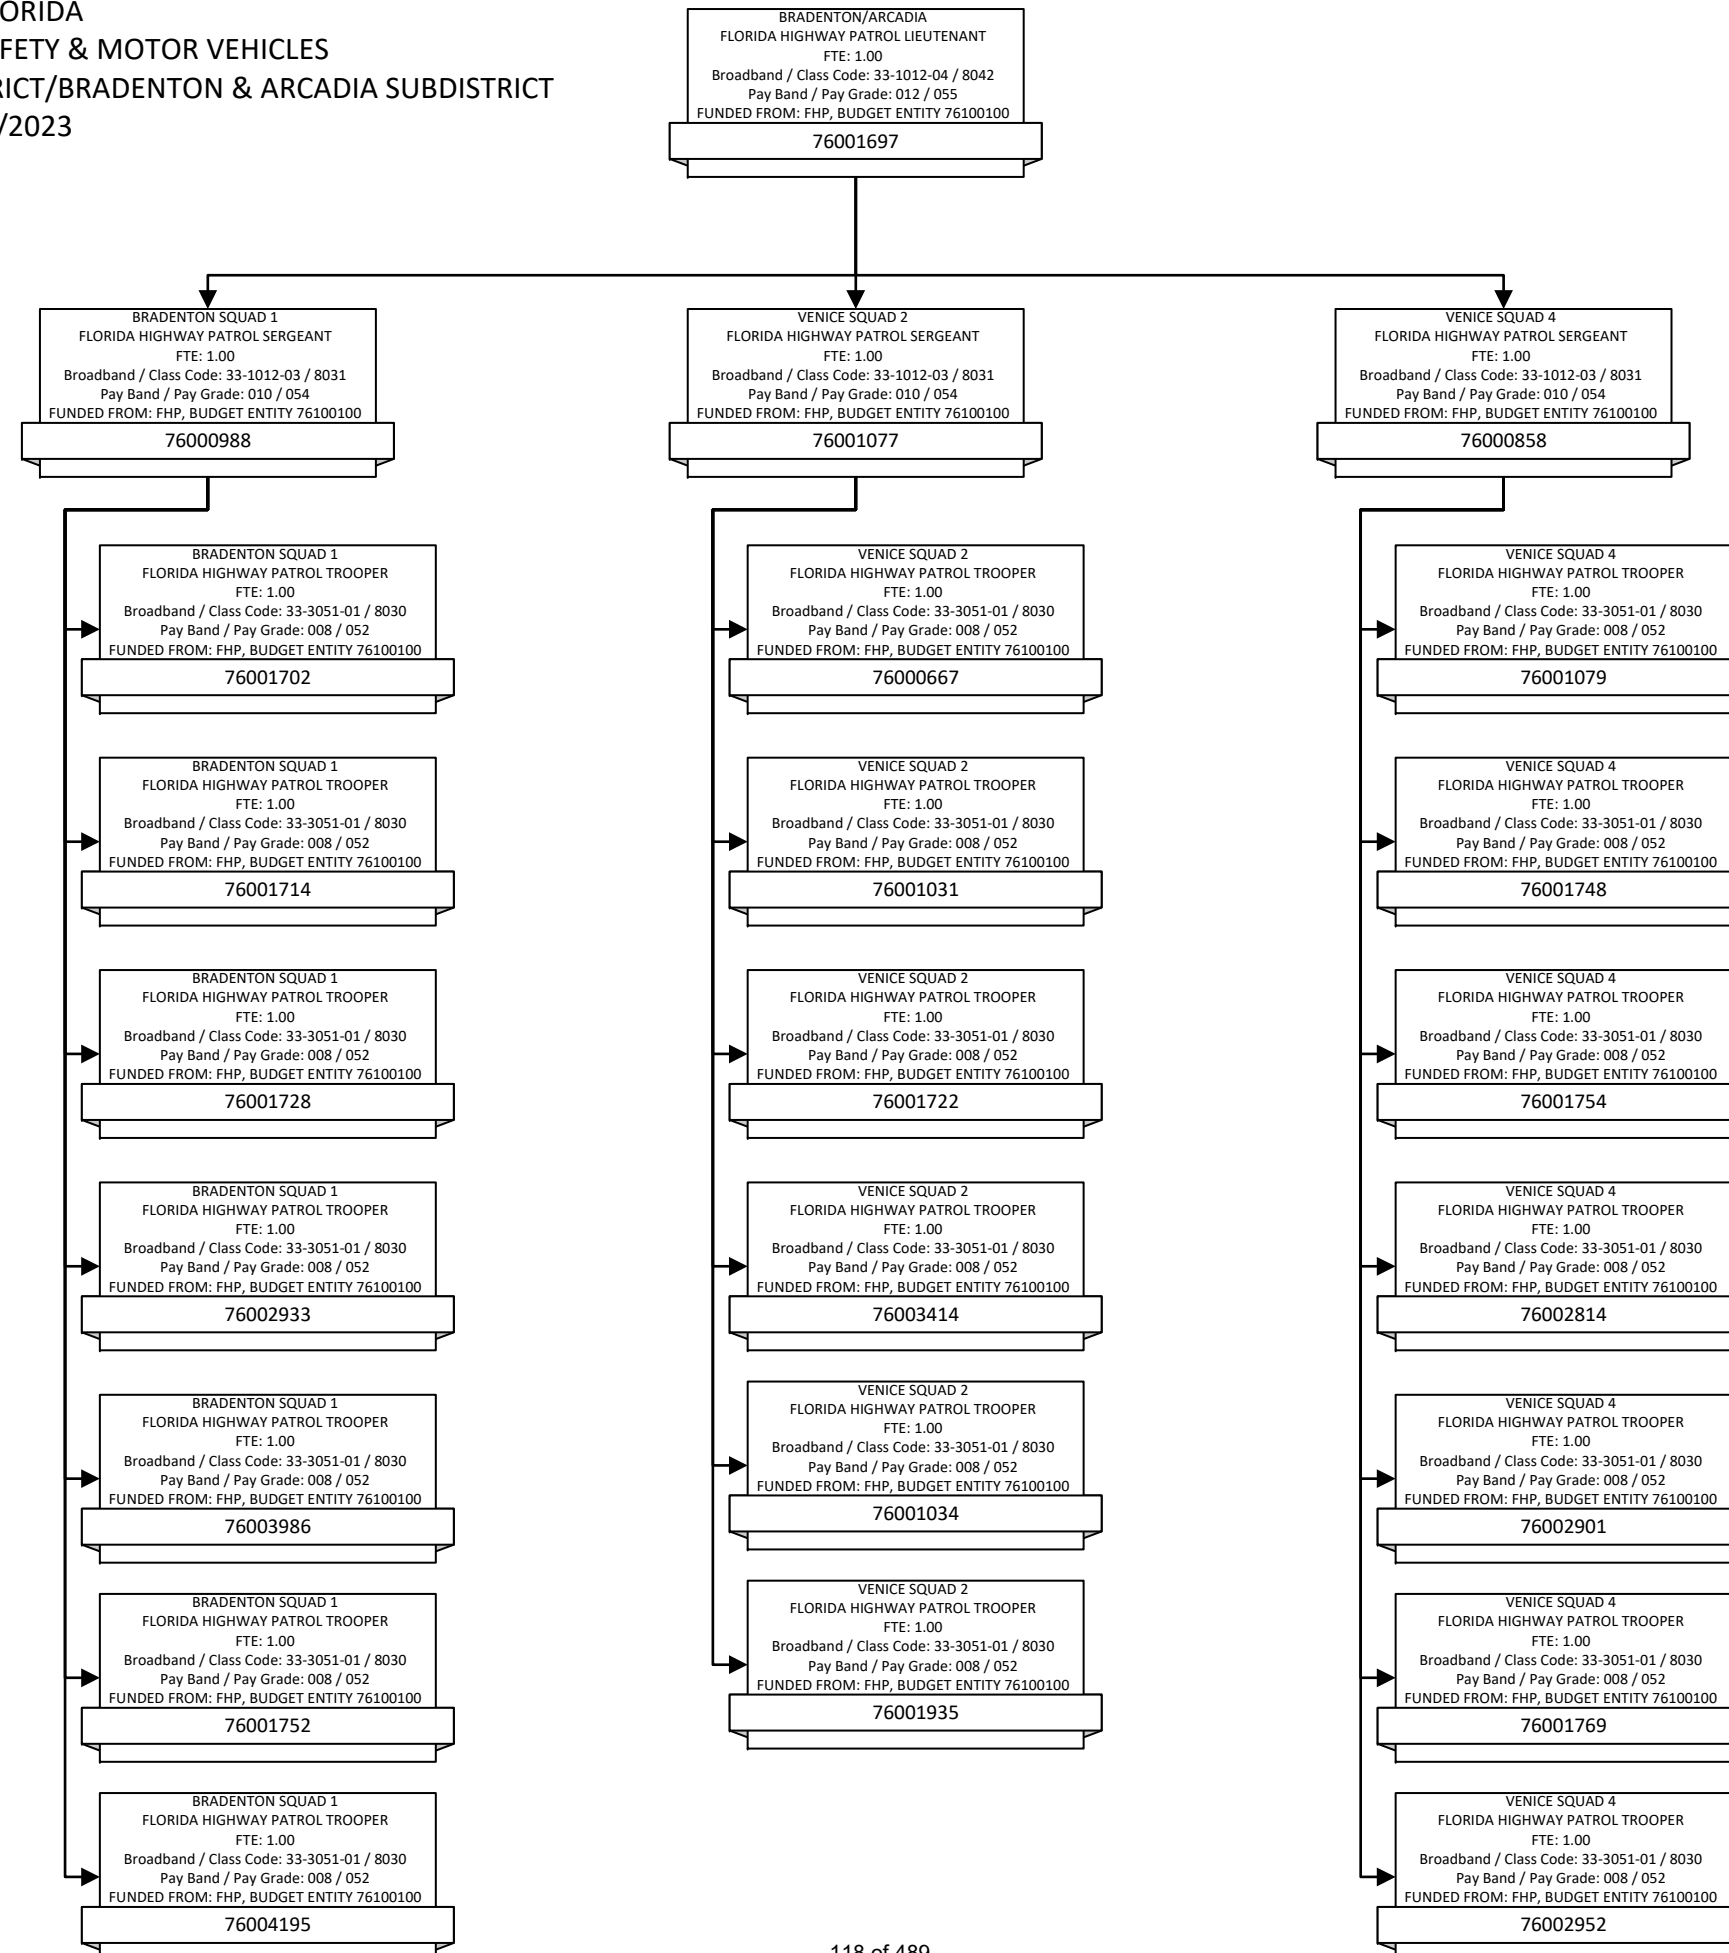 ORIDA
FETY & MOTOR VEHICLES
RICT/BRADENTON & ARCADIA SUBDISTRICT
/2023
BRADENTON/ARCADIA
FLORIDA HIGHWAY PATROL LIEUTENANT
FTE: 1.00
Broadband / Class Code: 33-1012-04 / 8042
Pay Band / Pay Grade: 012 / 055
FUNDED FROM: FHP, BUDGET ENTITY 76100100
76001697
BRADENTON SQUAD 1
FLORIDA HIGHWAY PATROL SERGEANT
FTE: 1.00
Broadband / Class Code: 33-1012-03 / 8031
Pay Band / Pay Grade: 010 / 054
FUNDED FROM: FHP, BUDGET ENTITY 76100100
76000988
BRADENTON SQUAD 1
FLORIDA HIGHWAY PATROL TROOPER
FTE: 1.00
Broadband / Class Code: 33-3051-01 / 8030
Pay Band / Pay Grade: 008 / 052
FUNDED FROM: FHP, BUDGET ENTITY 76100100
76001702
BRADENTON SQUAD 1
FLORIDA HIGHWAY PATROL TROOPER
FTE: 1.00
Broadband / Class Code: 33-3051-01 / 8030
Pay Band / Pay Grade: 008 / 052
FUNDED FROM: FHP, BUDGET ENTITY 76100100
76001714
BRADENTON SQUAD 1
FLORIDA HIGHWAY PATROL TROOPER
FTE: 1.00
Broadband / Class Code: 33-3051-01 / 8030
Pay Band / Pay Grade: 008 / 052
FUNDED FROM: FHP, BUDGET ENTITY 76100100
76001728
BRADENTON SQUAD 1
FLORIDA HIGHWAY PATROL TROOPER
FTE: 1.00
Broadband / Class Code: 33-3051-01 / 8030
Pay Band / Pay Grade: 008 / 052
FUNDED FROM: FHP, BUDGET ENTITY 76100100
76002933
BRADENTON SQUAD 1
FLORIDA HIGHWAY PATROL TROOPER
FTE: 1.00
Broadband / Class Code: 33-3051-01 / 8030
Pay Band / Pay Grade: 008 / 052
FUNDED FROM: FHP, BUDGET ENTITY 76100100
76003986
BRADENTON SQUAD 1
FLORIDA HIGHWAY PATROL TROOPER
FTE: 1.00
Broadband / Class Code: 33-3051-01 / 8030
Pay Band / Pay Grade: 008 / 052
FUNDED FROM: FHP, BUDGET ENTITY 76100100
76001752
BRADENTON SQUAD 1
FLORIDA HIGHWAY PATROL TROOPER
FTE: 1.00
Broadband / Class Code: 33-3051-01 / 8030
Pay Band / Pay Grade: 008 / 052
FUNDED FROM: FHP, BUDGET ENTITY 76100100
76004195
VENICE SQUAD 2
FLORIDA HIGHWAY PATROL SERGEANT
FTE: 1.00
Broadband / Class Code: 33-1012-03 / 8031
Pay Band / Pay Grade: 010 / 054
FUNDED FROM: FHP, BUDGET ENTITY 76100100
76001077
VENICE SQUAD 2
FLORIDA HIGHWAY PATROL TROOPER
FTE: 1.00
Broadband / Class Code: 33-3051-01 / 8030
Pay Band / Pay Grade: 008 / 052
FUNDED FROM: FHP, BUDGET ENTITY 76100100
76000667
VENICE SQUAD 2
FLORIDA HIGHWAY PATROL TROOPER
FTE: 1.00
Broadband / Class Code: 33-3051-01 / 8030
Pay Band / Pay Grade: 008 / 052
FUNDED FROM: FHP, BUDGET ENTITY 76100100
76001031
VENICE SQUAD 2
FLORIDA HIGHWAY PATROL TROOPER
FTE: 1.00
Broadband / Class Code: 33-3051-01 / 8030
Pay Band / Pay Grade: 008 / 052
FUNDED FROM: FHP, BUDGET ENTITY 76100100
76001722
VENICE SQUAD 2
FLORIDA HIGHWAY PATROL TROOPER
FTE: 1.00
Broadband / Class Code: 33-3051-01 / 8030
Pay Band / Pay Grade: 008 / 052
FUNDED FROM: FHP, BUDGET ENTITY 76100100
76003414
VENICE SQUAD 2
FLORIDA HIGHWAY PATROL TROOPER
FTE: 1.00
Broadband / Class Code: 33-3051-01 / 8030
Pay Band / Pay Grade: 008 / 052
FUNDED FROM: FHP, BUDGET ENTITY 76100100
76001034
VENICE SQUAD 2
FLORIDA HIGHWAY PATROL TROOPER
FTE: 1.00
Broadband / Class Code: 33-3051-01 / 8030
Pay Band / Pay Grade: 008 / 052
FUNDED FROM: FHP, BUDGET ENTITY 76100100
76001935
VENICE SQUAD 4
FLORIDA HIGHWAY PATROL SERGEANT
FTE: 1.00
Broadband / Class Code: 33-1012-03 / 8031
Pay Band / Pay Grade: 010 / 054
FUNDED FROM: FHP, BUDGET ENTITY 76100100
76000858
VENICE SQUAD 4
FLORIDA HIGHWAY PATROL TROOPER
FTE: 1.00
Broadband / Class Code: 33-3051-01 / 8030
Pay Band / Pay Grade: 008 / 052
FUNDED FROM: FHP, BUDGET ENTITY 76100100
76001079
VENICE SQUAD 4
FLORIDA HIGHWAY PATROL TROOPER
FTE: 1.00
Broadband / Class Code: 33-3051-01 / 8030
Pay Band / Pay Grade: 008 / 052
FUNDED FROM: FHP, BUDGET ENTITY 76100100
76001748
VENICE SQUAD 4
FLORIDA HIGHWAY PATROL TROOPER
FTE: 1.00
Broadband / Class Code: 33-3051-01 / 8030
Pay Band / Pay Grade: 008 / 052
FUNDED FROM: FHP, BUDGET ENTITY 76100100
76001754
VENICE SQUAD 4
FLORIDA HIGHWAY PATROL TROOPER
FTE: 1.00
Broadband / Class Code: 33-3051-01 / 8030
Pay Band / Pay Grade: 008 / 052
FUNDED FROM: FHP, BUDGET ENTITY 76100100
76002814
VENICE SQUAD 4
FLORIDA HIGHWAY PATROL TROOPER
FTE: 1.00
Broadband / Class Code: 33-3051-01 / 8030
Pay Band / Pay Grade: 008 / 052
FUNDED FROM: FHP, BUDGET ENTITY 76100100
76002901
VENICE SQUAD 4
FLORIDA HIGHWAY PATROL TROOPER
FTE: 1.00
Broadband / Class Code: 33-3051-01 / 8030
Pay Band / Pay Grade: 008 / 052
FUNDED FROM: FHP, BUDGET ENTITY 76100100
76001769
VENICE SQUAD 4
FLORIDA HIGHWAY PATROL TROOPER
FTE: 1.00
Broadband / Class Code: 33-3051-01 / 8030
Pay Band / Pay Grade: 008 / 052
FUNDED FROM: FHP, BUDGET ENTITY 76100100
76002952
118 of 489